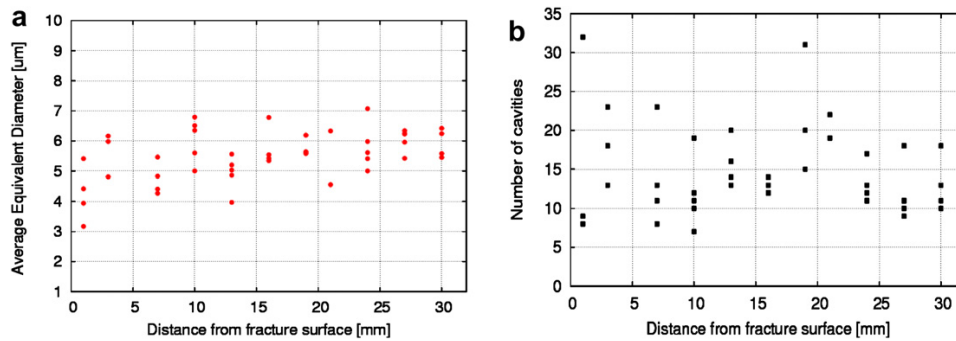 a
10
9
8
7
6
5
4
3
2
1
Average Equivalent Diameter [um]
0 5 10 15 20 25 30
Distance from fracture surface [mm]
b
35
30
25
20
15
10
5
0
Number of cavities
0 5 10 15 20 25 30
Distance from fracture surface [mm]